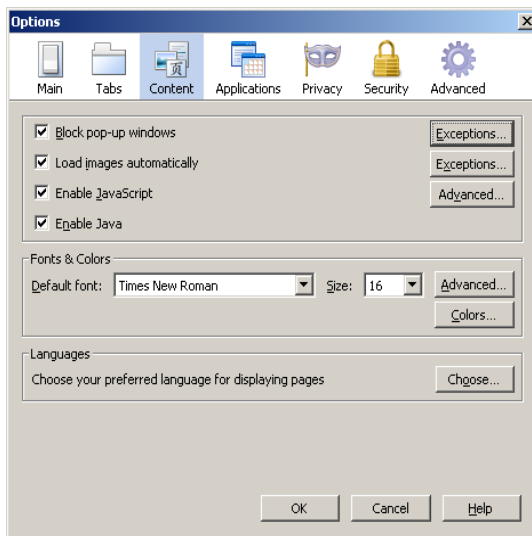 Options
Main Tabs Content Applications Privacy Security Advanced
Block pop-up windows Exceptions...
Load images automatically Exceptions...
Enable JavaScript Advanced...
Enable Java
Fonts & Colors
Default font: Times New Roman Size: 16 Advanced...
Colors...
Languages
Choose your preferred language for displaying pages Choose...
OK Cancel Help